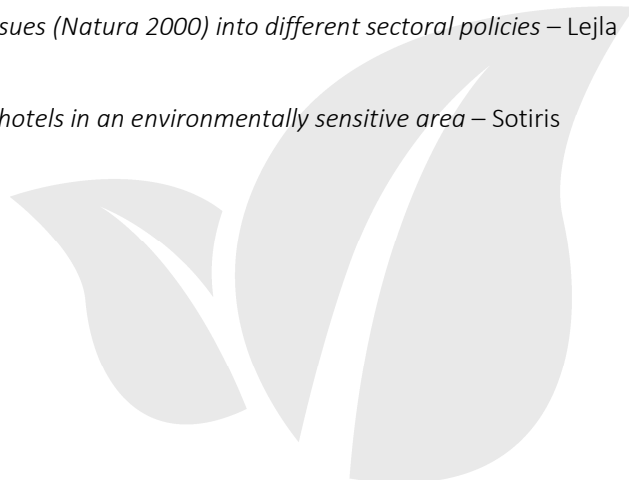 sues (Natura 2000) into different sectoral policies – Lejla
hotels in an environmentally sensitive area – Sotiris